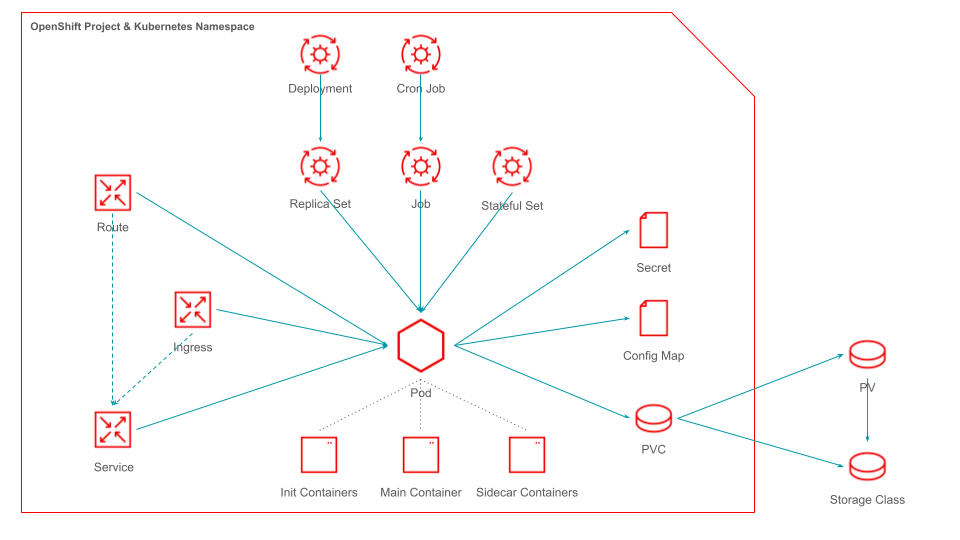 OpenShift Project & Kubernetes Namespace
Deployment
Cron Job
Replica Set
Job
Stateful Set
Route
Secret
Ingress
Config Map
PV
Pod
PVC
Service
Init Containers
Main Container
Sidecar Containers
Storage Class